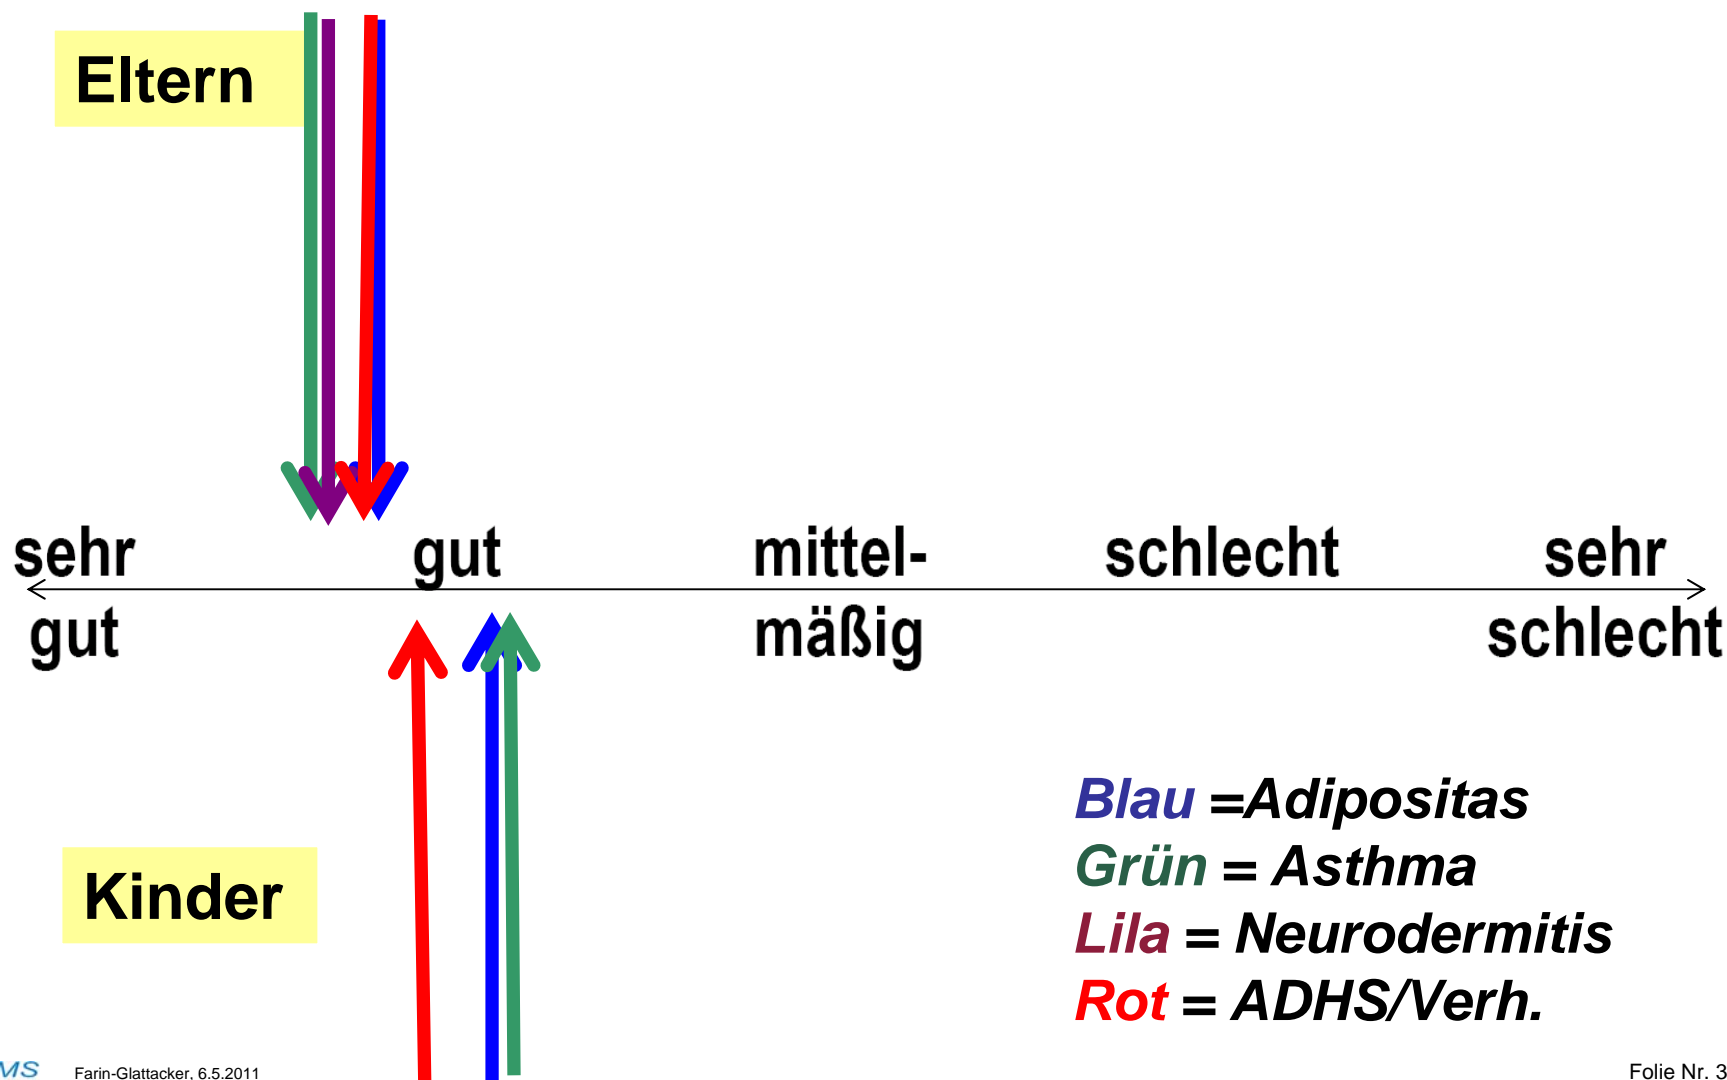 Eltern
sehr gut mittel- schlecht sehr
gut mäßig schlecht
Blau =Adipositas
Grün = Asthma
Kinder
Lila = Neurodermitis
Rot = ADHS/Verh.
MS Farin-Glattacker, 6.5.2011 Folie Nr. 3